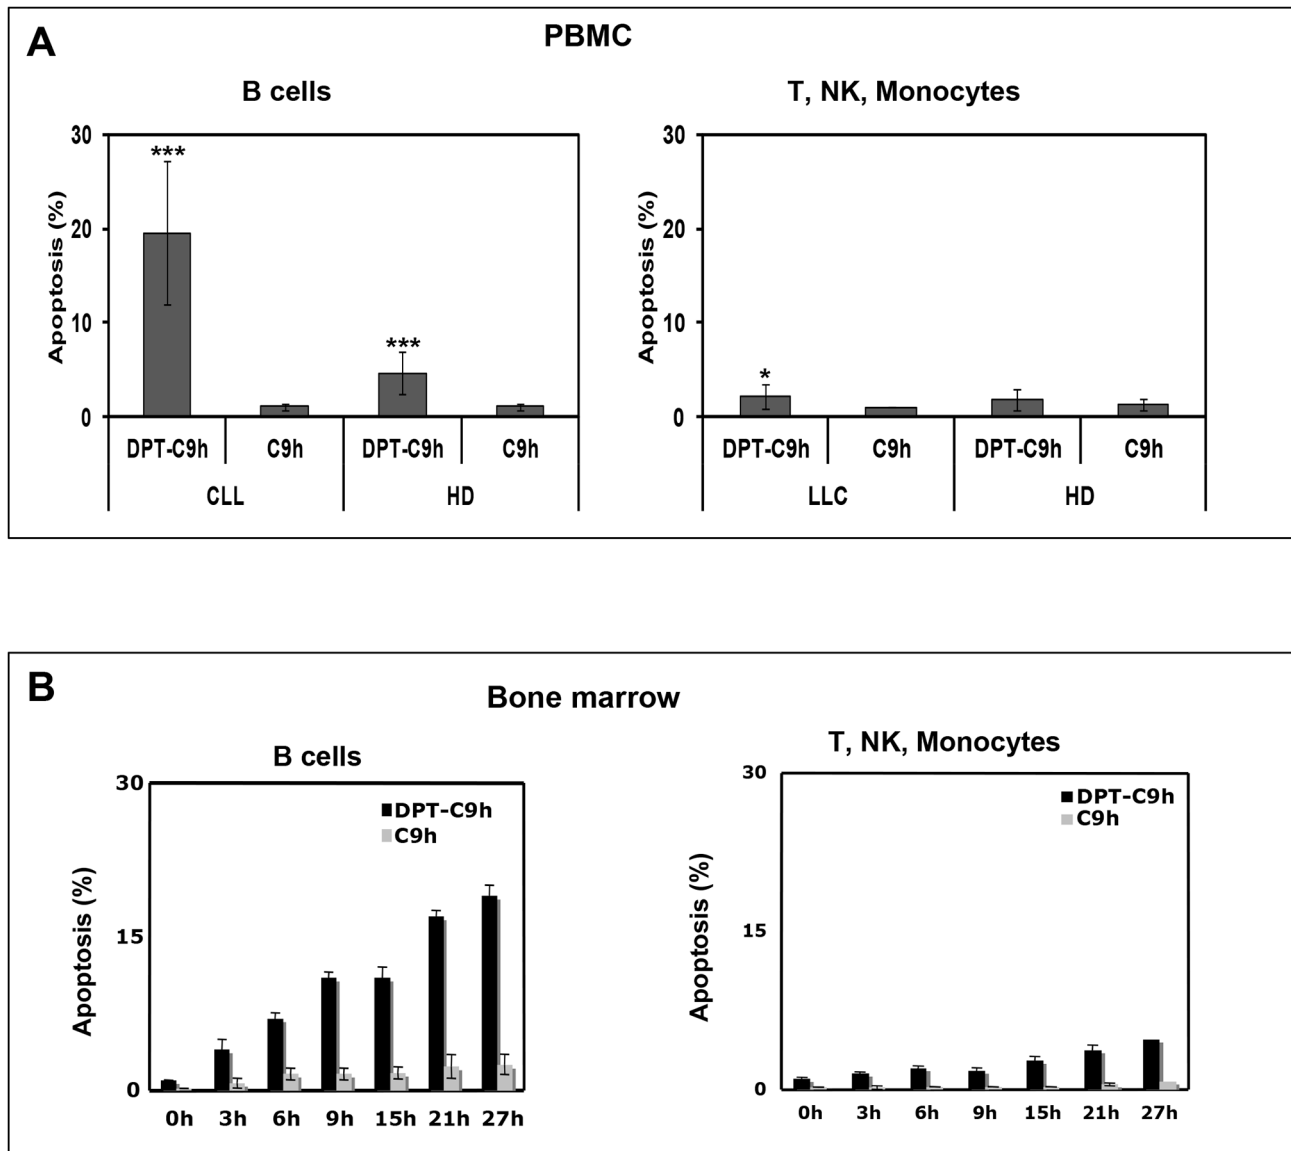 A
PBMC
B cells
T, NK, Monocytes
30
20
10
0
Apoptosis (%)
***
***
DPT-C9h C9h DPT-C9h C9h
CLL HD
30
20
10
0
Apoptosis (%)
*
DPT-C9h C9h DPT-C9h C9h
LLC HD
B
Bone marrow
B cells
T, NK, Monocytes
30
15
0
Apoptosis (%)
DPT-C9h
C9h
0h 3h 6h 9h 15h 21h 27h
30
15
0
Apoptosis (%)
DPT-C9h
C9h
0h 3h 6h 9h 15h 21h 27h